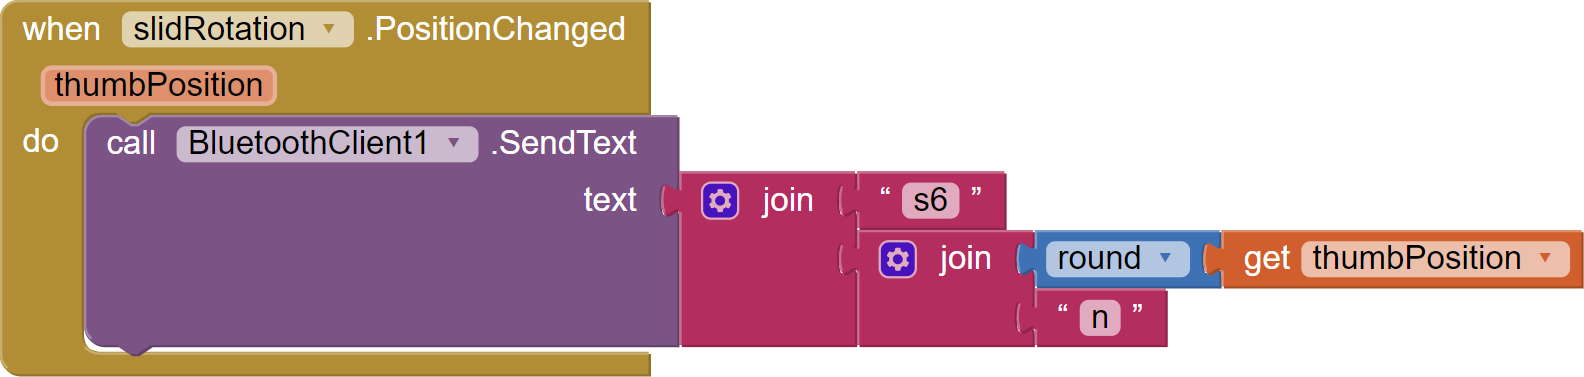 when slidRotation .PositionChanged
thumbPosition
do call BluetoothClient1 .SendText
text join “ s6 ”
join round get thumbPosition
“ n ”